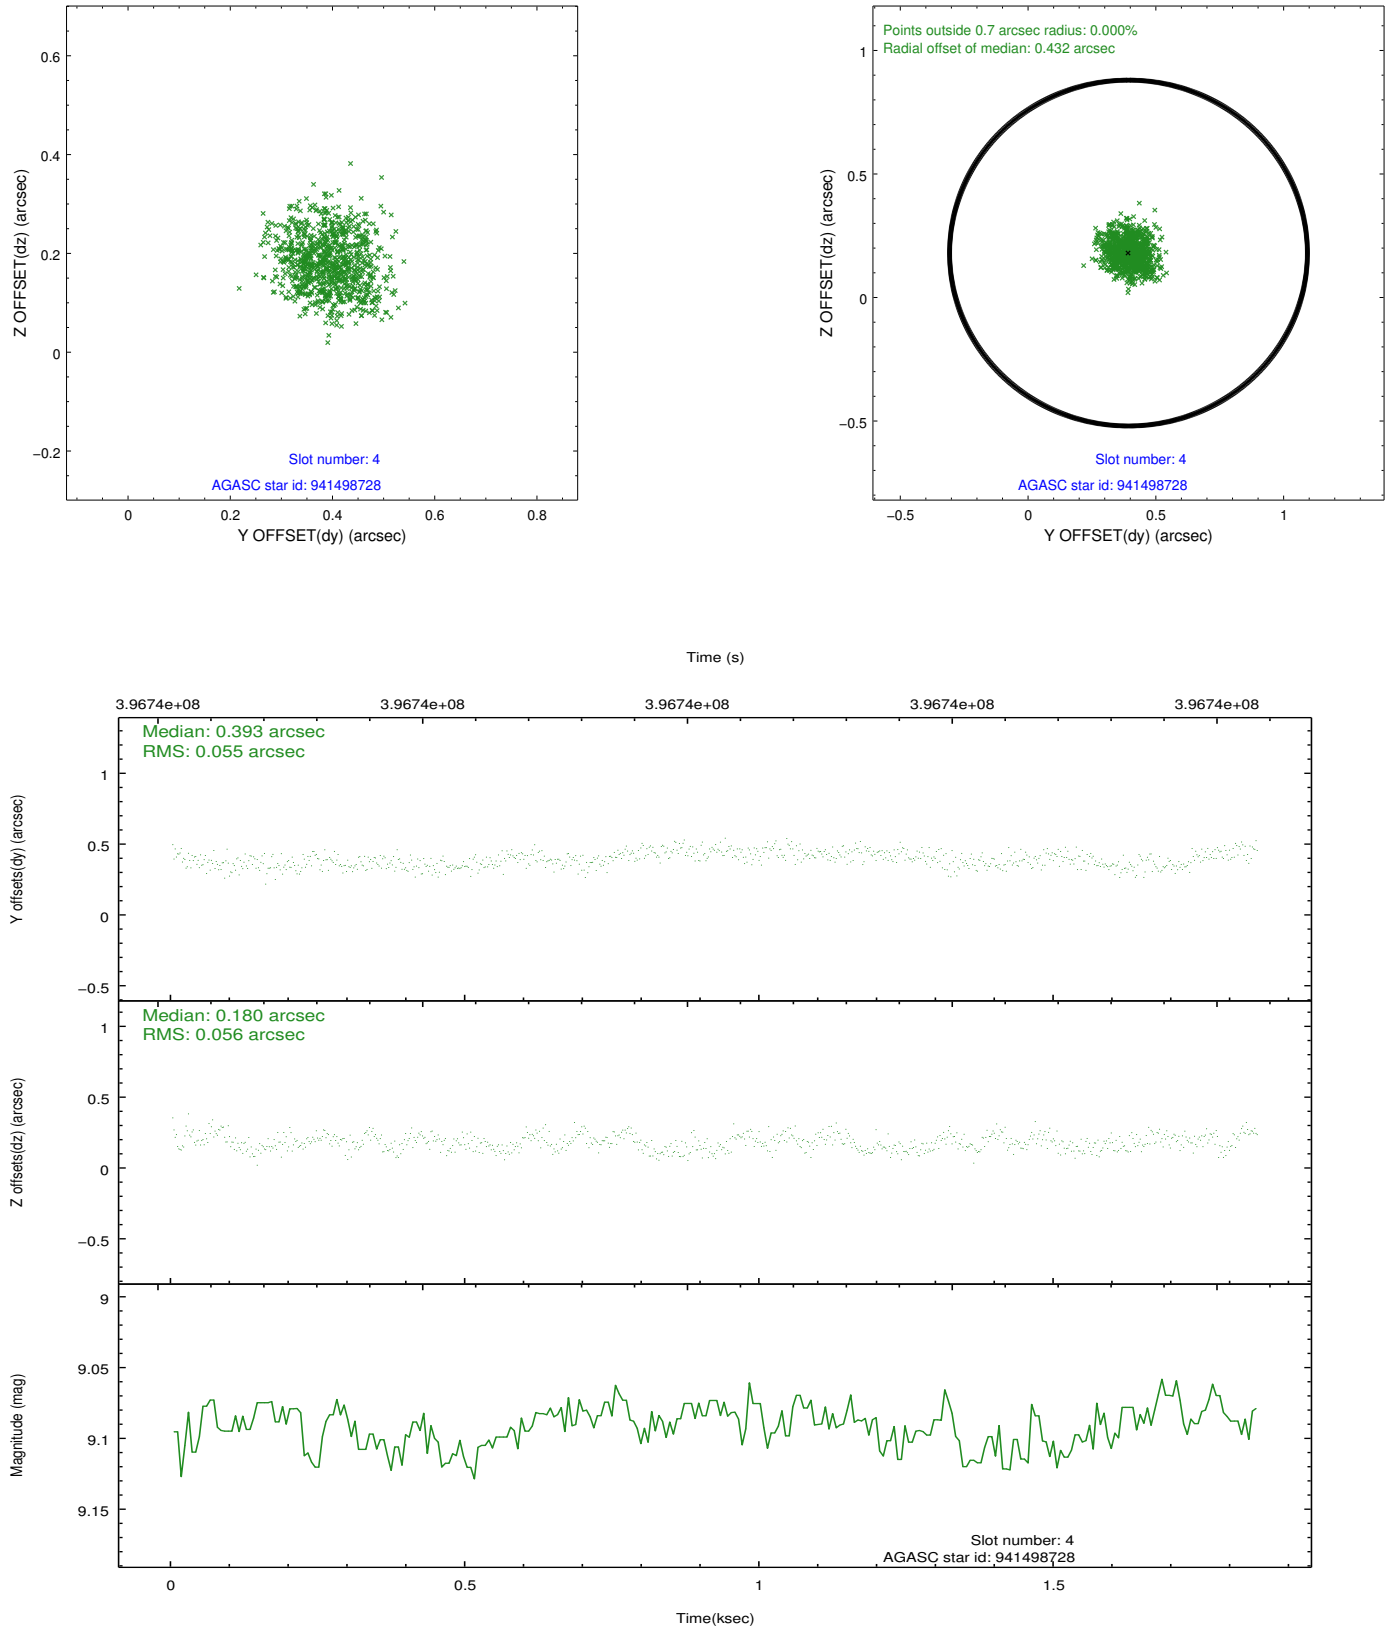 0.6
0.4
0.2
0
−0.2
Z OFFSET(dz) (arcsec)
Slot number: 4
AGASC star id: 941498728
0 0.2 0.4 0.6 0.8
Y OFFSET(dy) (arcsec)
Points outside 0.7 arcsec radius: 0.000%
Radial offset of median: 0.432 arcsec
1
0.5
0
−0.5
Z OFFSET(dz) (arcsec)
Slot number: 4
AGASC star id: 941498728
−0.5 0 0.5 1
Y OFFSET(dy) (arcsec)
Time (s)
3.9674e+08 3.9674e+08 3.9674e+08 3.9674e+08 3.9674e+08
Median: 0.393 arcsec
RMS: 0.055 arcsec
1
0.5
0
−0.5
Y offsets(dy) (arcsec)
Median: 0.180 arcsec
RMS: 0.056 arcsec
1
0.5
0
−0.5
Z offsets(dz) (arcsec)
9
9.05
9.1
9.15
Magnitude (mag)
Slot number: 4
AGASC star id: 941498728
0 0.5 1 1.5
Time(ksec)